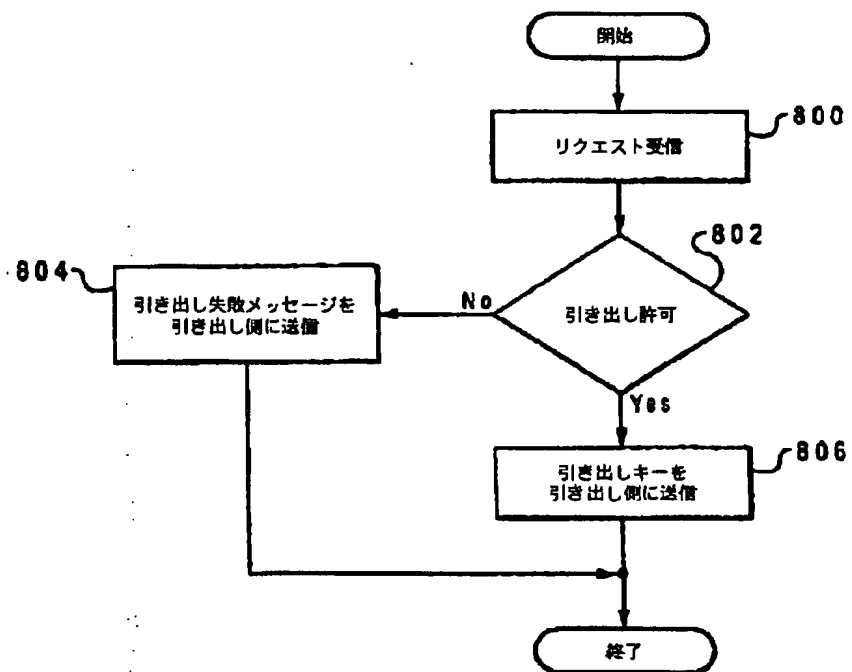 開始
リクエスト受信
800
引き出し許可
802
No
804
引き出し失敗メッセージを
引き出し側に送信
Yes
引き出しキーを
引き出し側に送信
806
終了